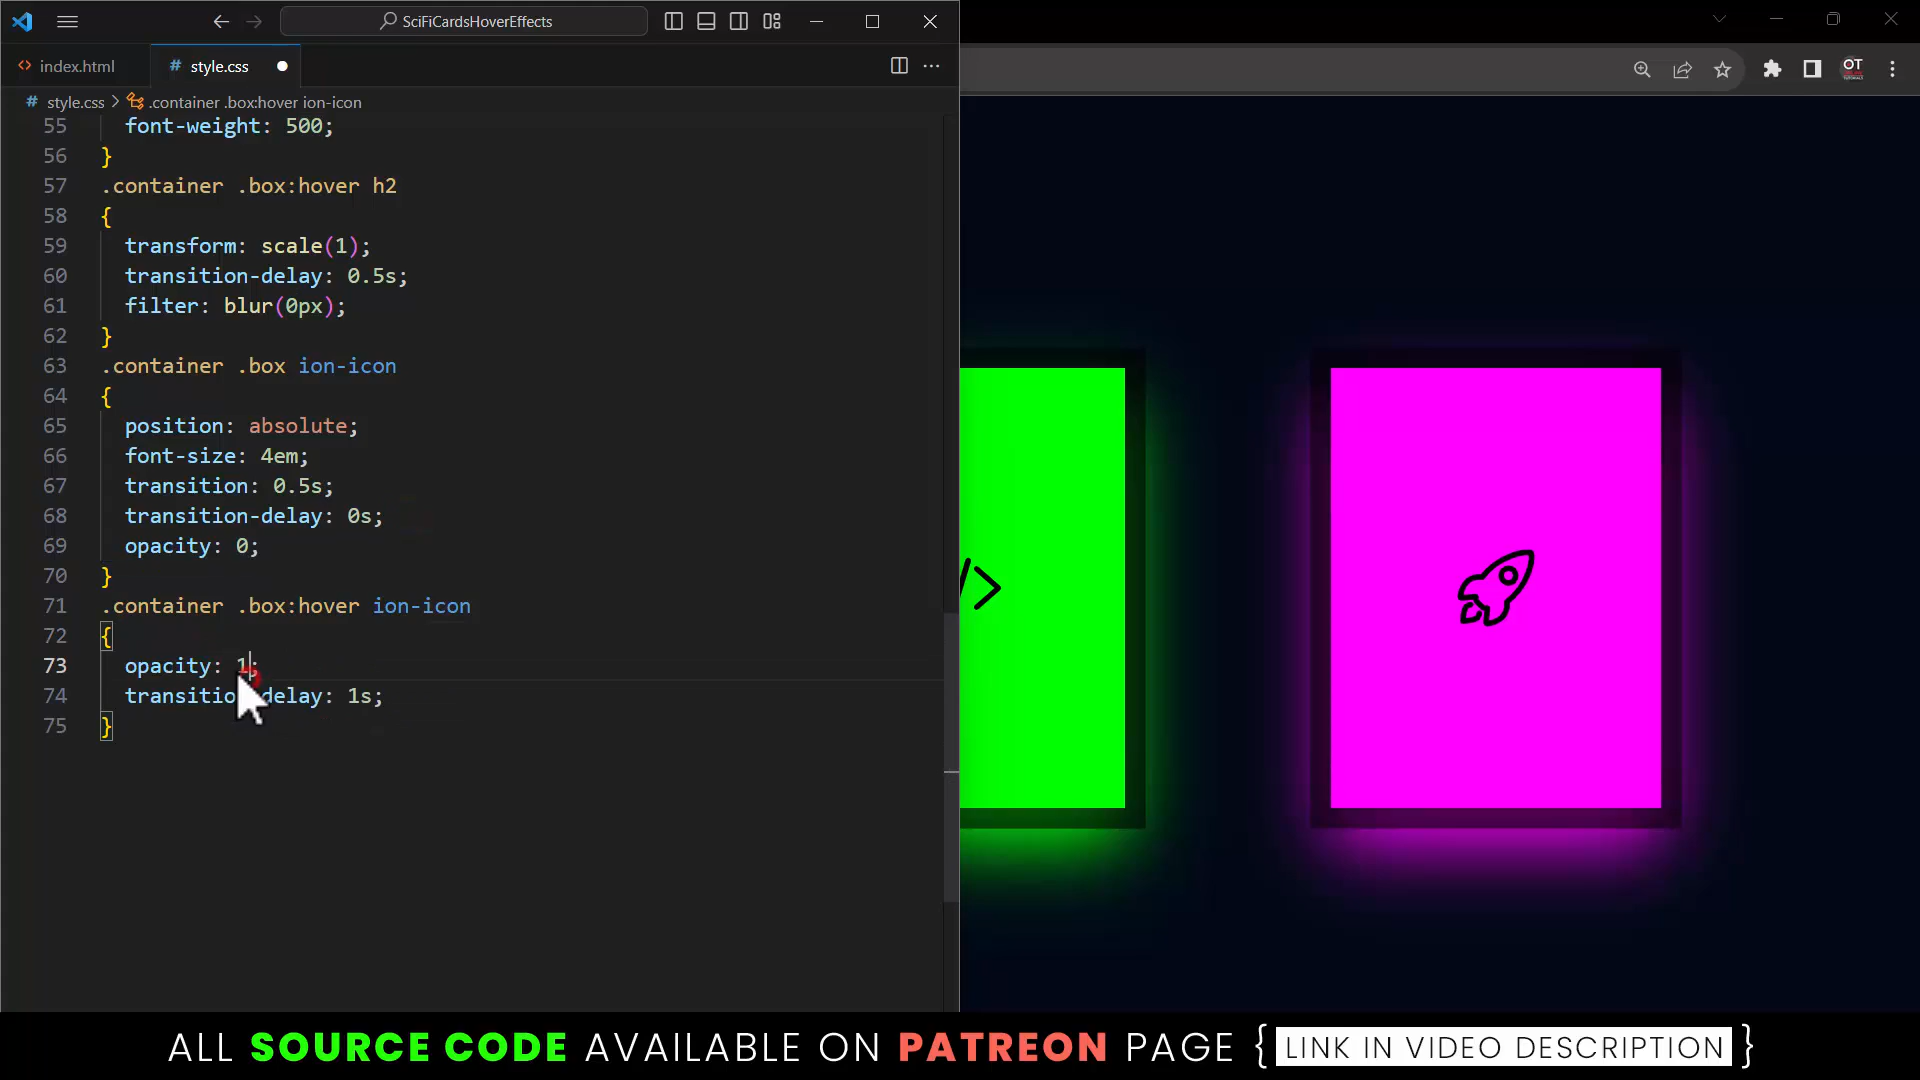 SciFiCardsHoverEffects
index.html
# style.css
OT
# style.css > .container .box:hover ion-icon
55 font-weight: 500;
56 }
57 .container .box:hover h2
58 {
59 transform: scale(1);
60 transition-delay: 0.5s;
61 filter: blur(0px);
62 }
63 .container .box ion-icon
64 {
65 position: absolute;
66 font-size: 4em;
67 transition: 0.5s;
68 transition-delay: 0s;
69 opacity: 0;
70 }
71 .container .box:hover ion-icon
72 {
73 opacity: 1;
74 transition-delay: 1s;
75 }
ALL SOURCE CODE AVAILABLE ON PATREON PAGE { LINK IN VIDEO DESCRIPTION }